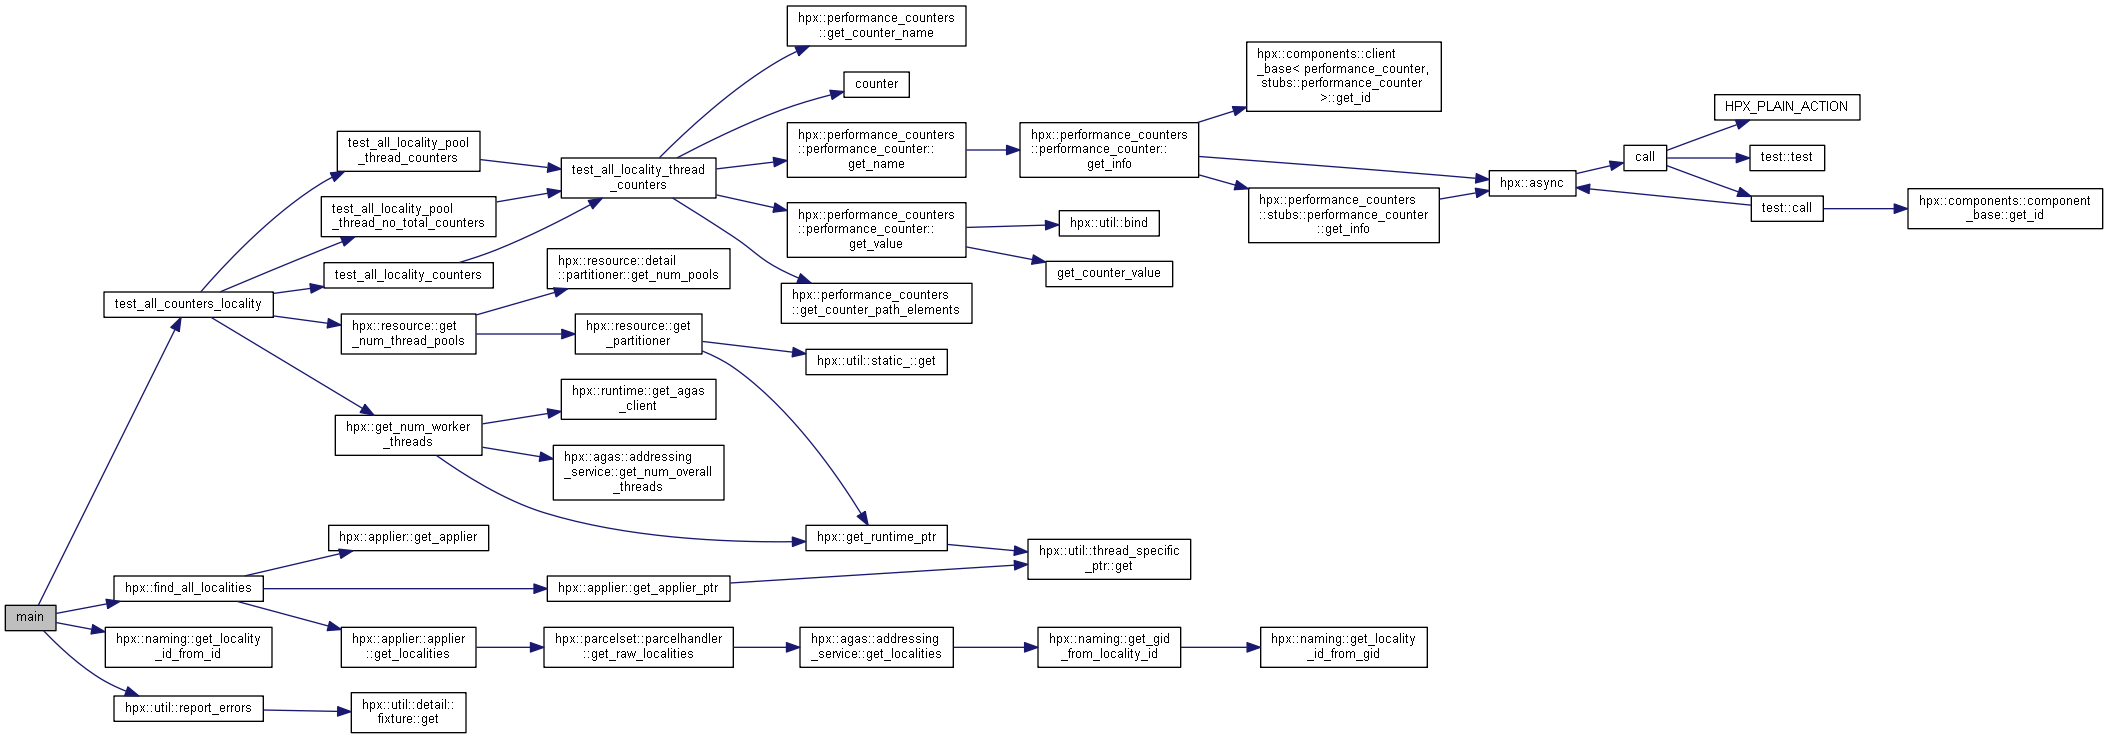 hpx::performance_counters
::get_counter_name
counter
hpx::components::client
_base< performance_counter,
stubs::performance_counter
>::get_id
HPX_PLAIN_ACTION
test_all_locality_pool
_thread_counters
hpx::performance_counters
::performance_counter::
get_name
hpx::performance_counters
::performance_counter::
get_info
call
test::test
test_all_locality_thread
_counters
hpx::async
test_all_locality_pool
_thread_no_total_counters
hpx::performance_counters
::performance_counter::
get_value
hpx::util::bind
hpx::performance_counters
::stubs::performance_counter
::get_info
test::call
hpx::components::component
_base::get_id
test_all_locality_counters
hpx::resource::detail
::partitioner::get_num_pools
get_counter_value
test_all_counters_locality
hpx::performance_counters
::get_counter_path_elements
hpx::resource::get
_num_thread_pools
hpx::resource::get
_partitioner
hpx::util::static_::get
hpx::runtime::get_agas
_client
hpx::get_num_worker
_threads
hpx::agas::addressing
_service::get_num_overall
_threads
hpx::applier::get_applier
hpx::get_runtime_ptr
hpx::util::thread_specific
_ptr::get
hpx::find_all_localities
hpx::applier::get_applier_ptr
main
hpx::naming::get_locality
_id_from_id
hpx::applier::applier
::get_localities
hpx::parcelset::parcelhandler
::get_raw_localities
hpx::agas::addressing
_service::get_localities
hpx::naming::get_gid
_from_locality_id
hpx::naming::get_locality
_id_from_gid
hpx::util::report_errors
hpx::util::detail::
fixture::get